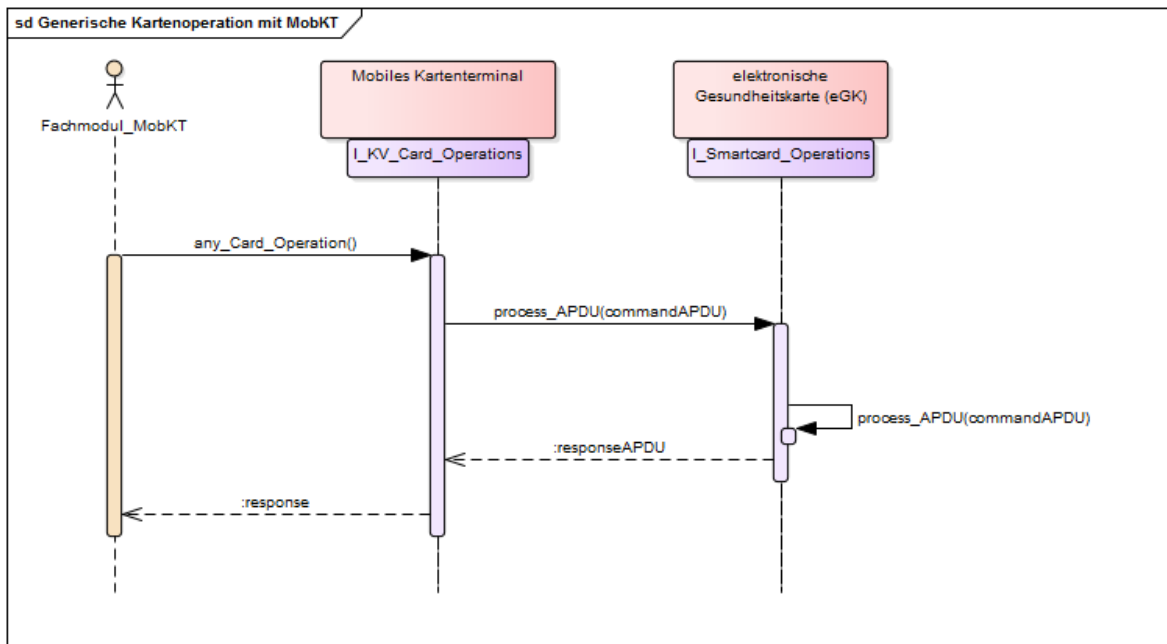 sd Generische Kartenoperation mit MobKT
Fachmodul_MobKT
Mobiles Kartenterminal
I_KV_Card_Operations
elektronische
Gesundheitskarte (eGK)
I_Smartcard_Operations
any_Card_Operation()
process_APDU(commandAPDU)
process_APDU(commandAPDU)
:responseAPDU
:response